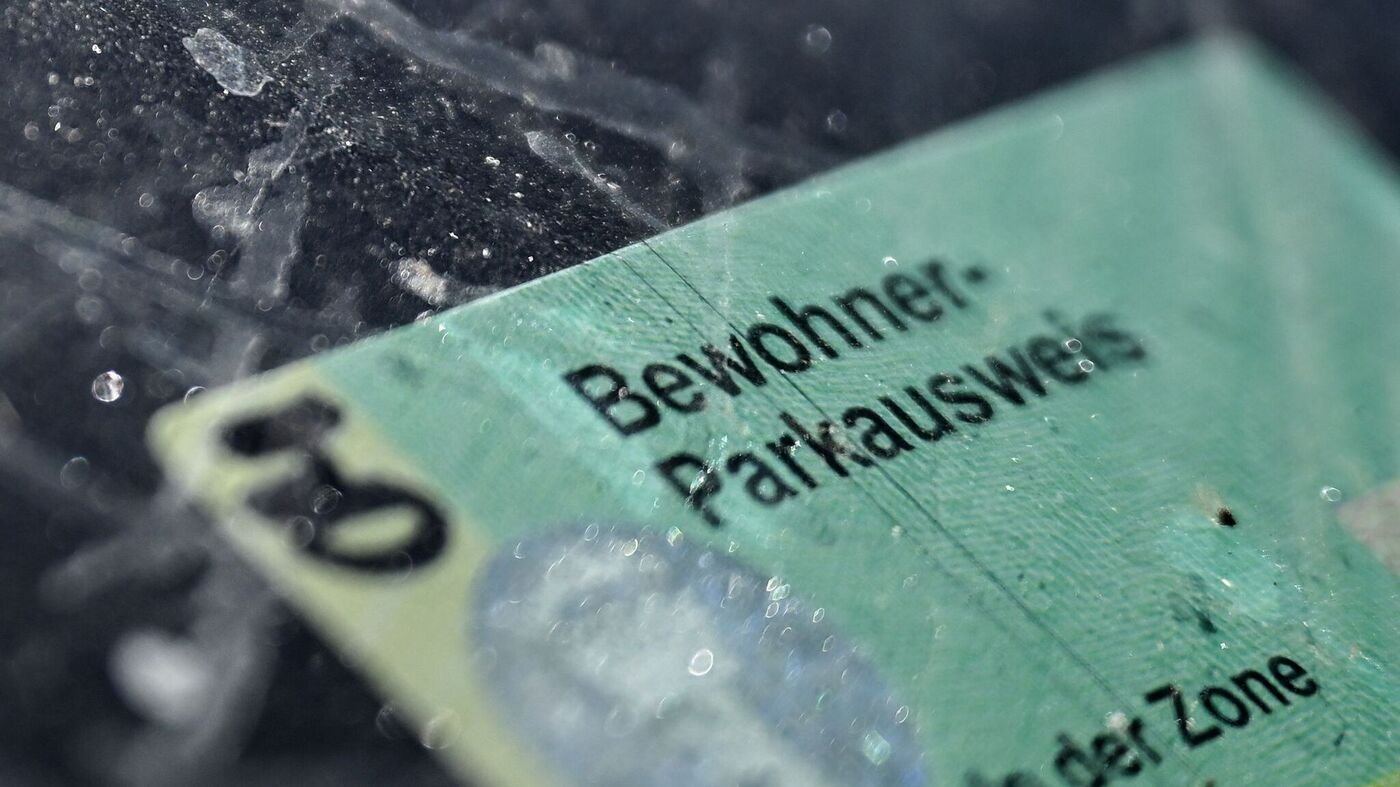 Bewohner-
Parkausweis
der Zone